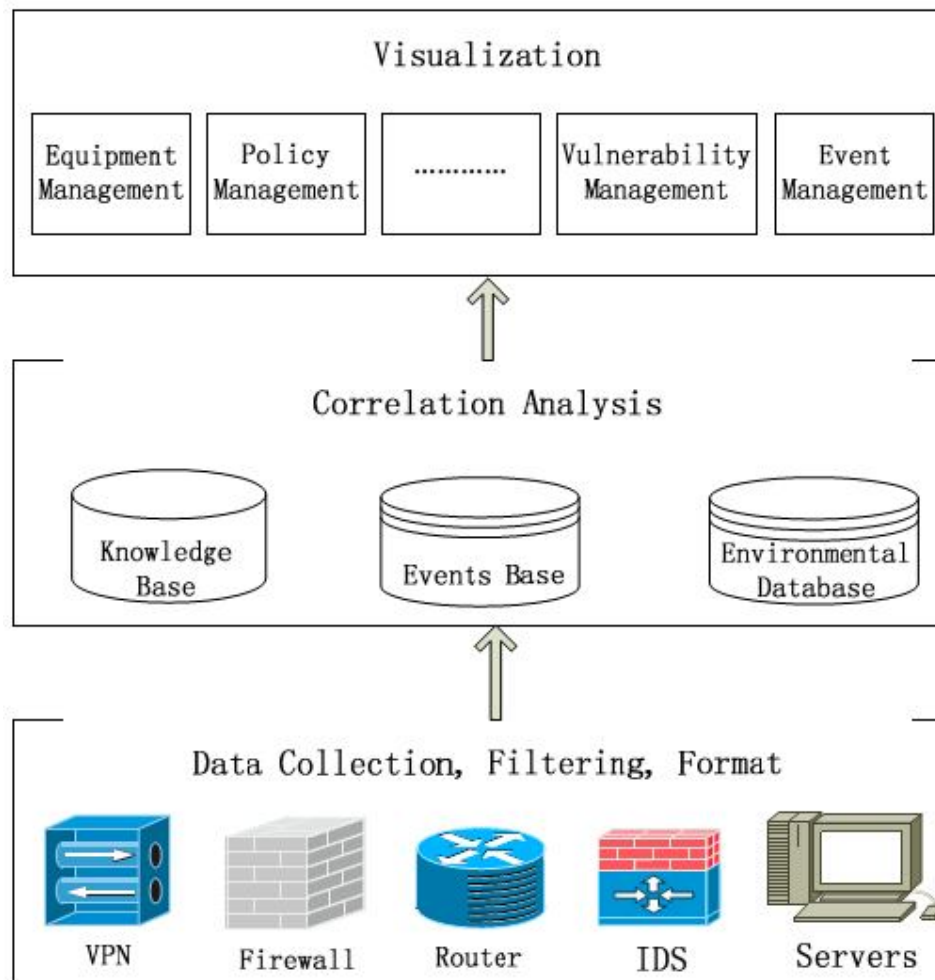 Visualization
Equipment
Management
Policy
Management
…………
Vulnerability
Management
Event
Management
Correlation Analysis
Knowledge
Base
Events Base
Environmental
Database
Data Collection, Filtering, Format
VPN
Firewall
Router
IDS
Servers